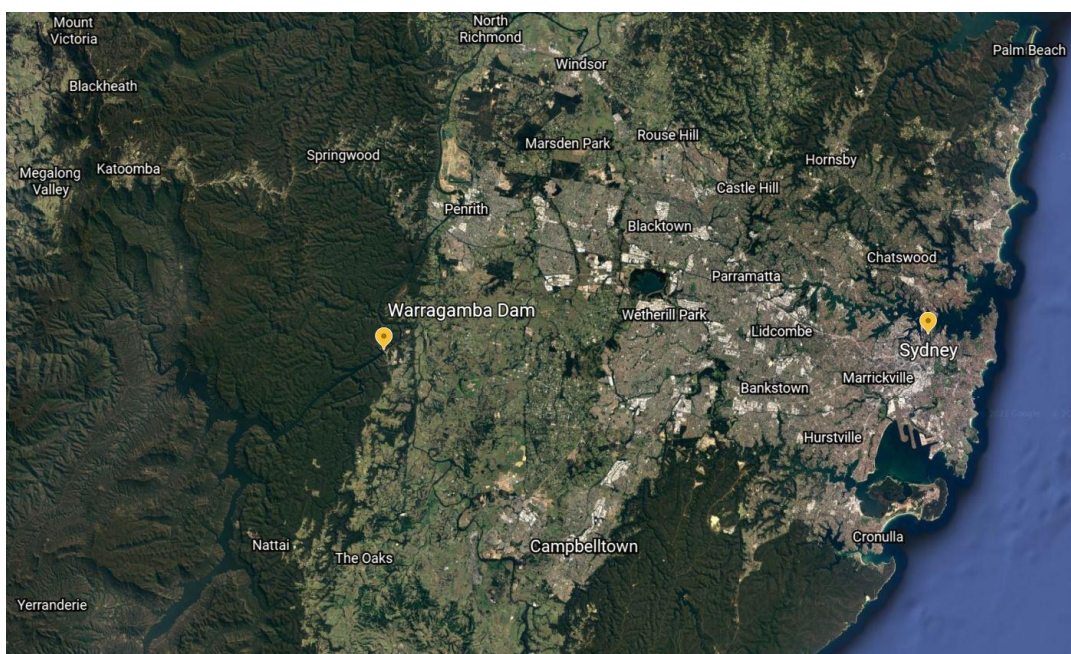 Mount
Victoria
North
Richmond
Palm Beach
Windsor
Blackheath
Rouse Hill
Marsden Park
Springwood
Hornsby
Katoomba
Megalong
Valley
Castle Hill
Penrith
Blacktown
Chatswood
Parramatta
Warragamba Dam
Wetherill Park
Lidcombe
Sydney
Marrickville
Bankstown
Hurstville
Cronulla
Nattai
Campbelltown
The Oaks
Yerranderie